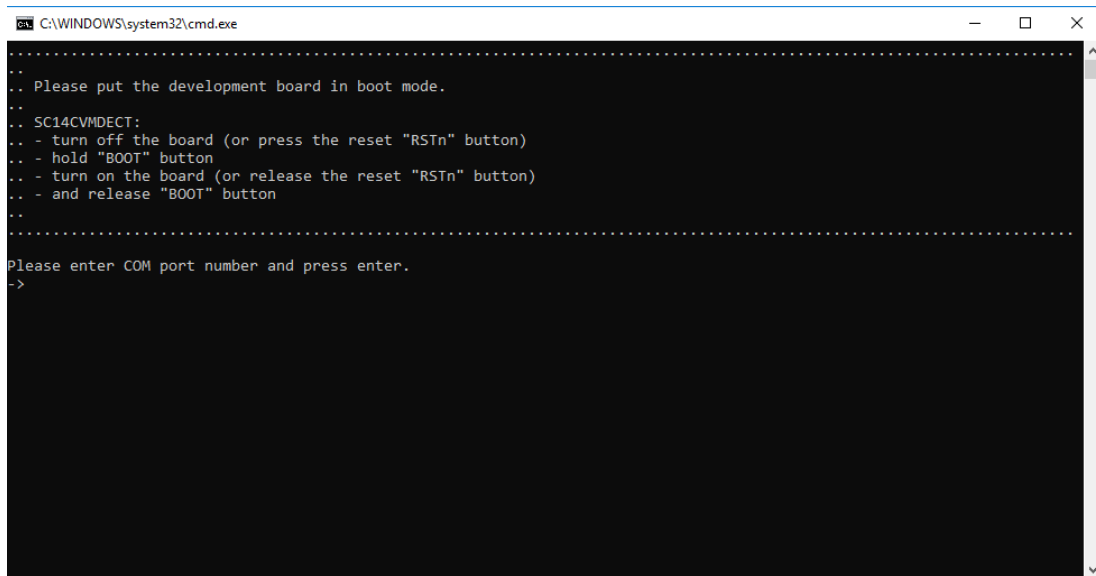 C:\WINDOWS\system32\cmd.exe
........................................................................................................................
..
.. Please put the development board in boot mode.
..
.. SC14CVMDECT:
.. - turn off the board (or press the reset "RSTn" button)
.. - hold "BOOT" button
.. - turn on the board (or release the reset "RSTn" button)
.. - and release "BOOT" button
..
........................................................................................................................
Please enter COM port number and press enter.
->